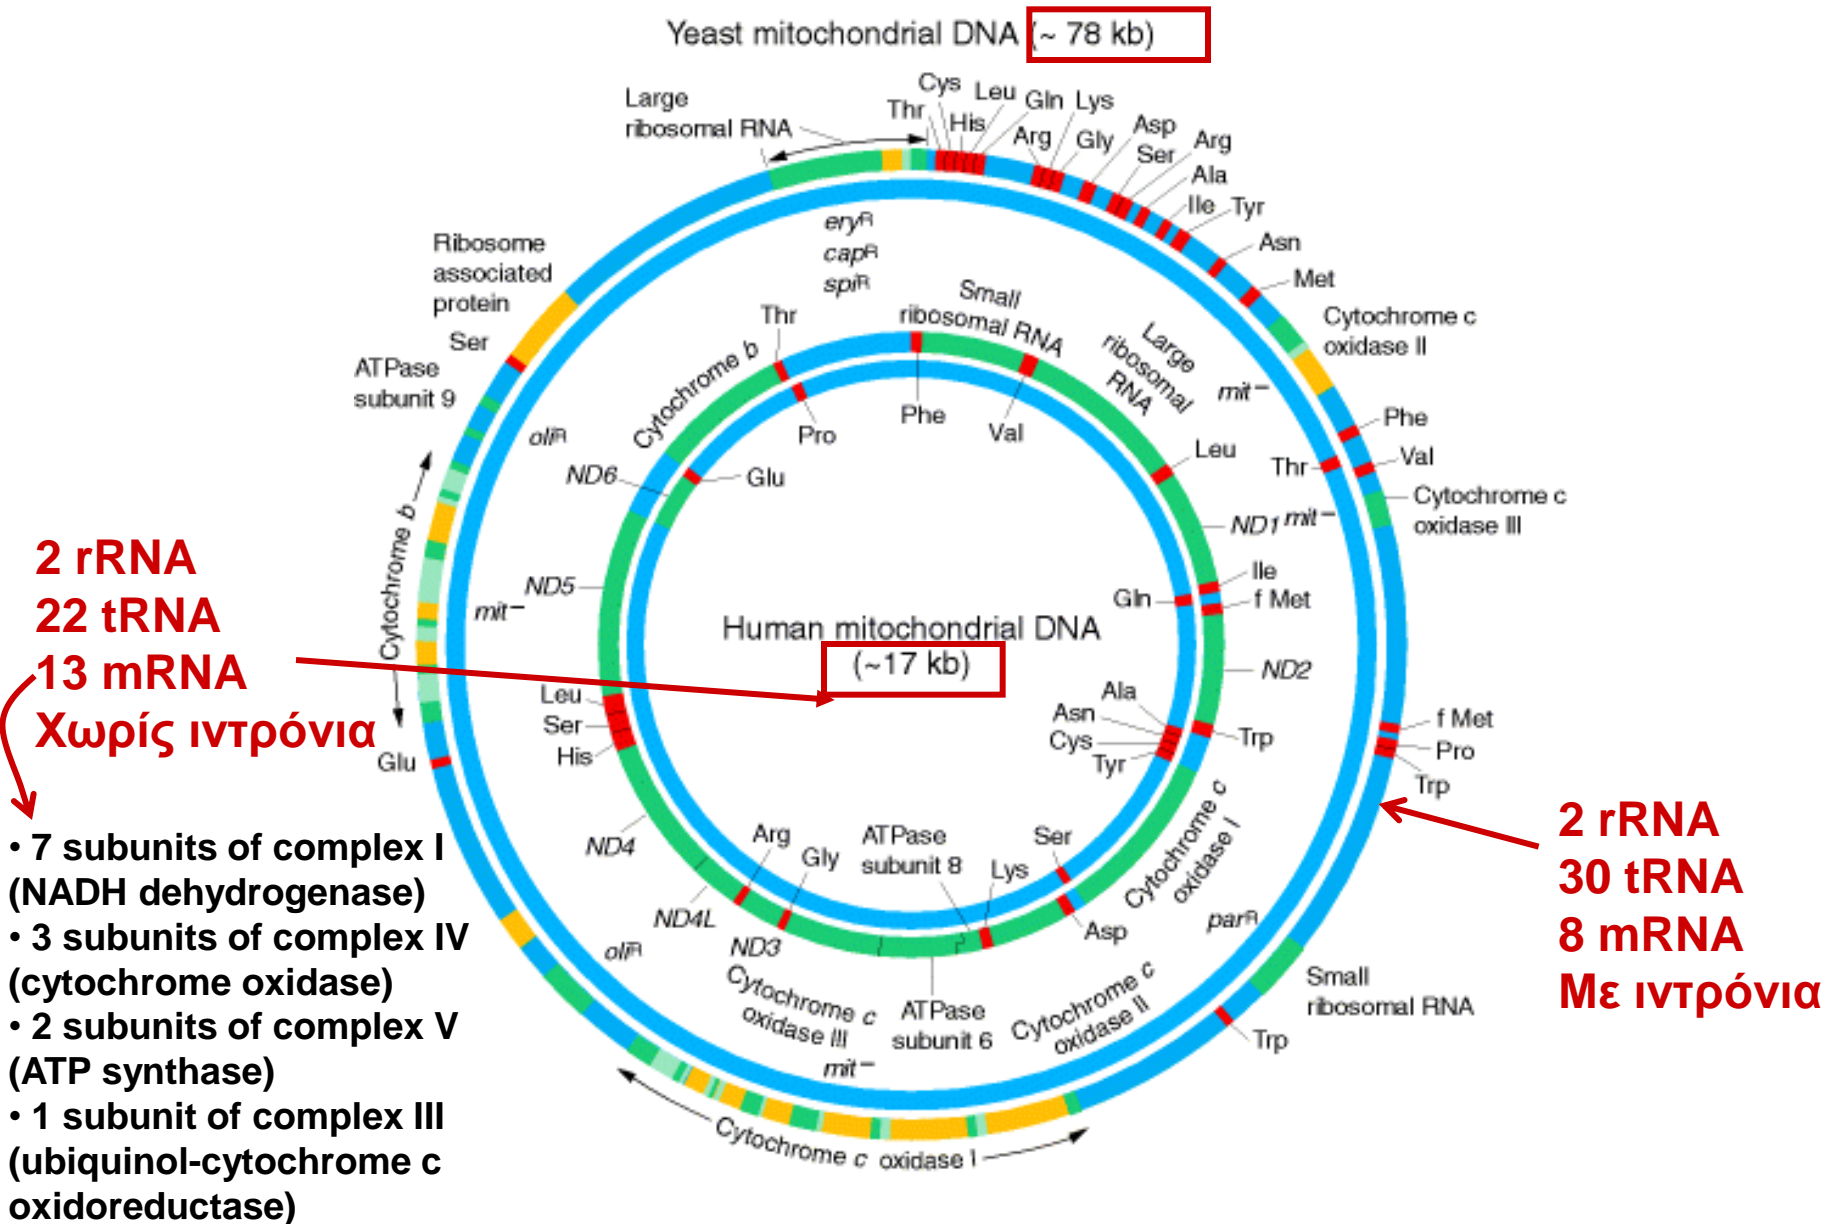 Yeast mitochondrial DNA (~ 78 kb)
Large
ribosomal RNA
Thr
Cys
His
Leu
Gln
Arg
Lys
Gly
Asp
Ser
Arg
Ala
Ile
Tyr
Asn
Met
Cytochrome c
oxidase II
Phe
Val
Thr
Cytochrome c
oxidase III
f Met
Pro
Trp
Small
ribosomal RNA
Trp
Cytochrome c oxidase I
Glu
Cytochrome b
ATPase
subunit 9
Ser
Ribosome
associated
protein
eryR
capR
spiR
mit–
mit–
parR
mit–
oliR
mit–
oliR
Human mitochondrial DNA
(~17 kb)
Thr
Small
ribosomal RNA
Phe
Val
Large
ribosomal
RNA
Leu
ND1
Ile
f Met
Gln
ND2
Trp
Ala
Asn
Cys
Tyr
Cytochrome c
oxidase I
Ser
Asp
Cytochrome c
oxidase II
Lys
ATPase
subunit 8
ATPase
subunit 6
Cytochrome c
oxidase III
Gly
ND3
Arg
ND4L
ND4
Leu
Ser
His
ND5
ND6
Glu
Cytochrome b
Pro
2 rRNA
22 tRNA
13 mRNA
Χωρίς ιντρόνια
• 7 subunits of complex I
(NADH dehydrogenase)
• 3 subunits of complex IV
(cytochrome oxidase)
• 2 subunits of complex V
(ATP synthase)
• 1 subunit of complex III
(ubiquinol-cytochrome c
oxidoreductase)
2 rRNA
30 tRNA
8 mRNA
Με ιντρόνια